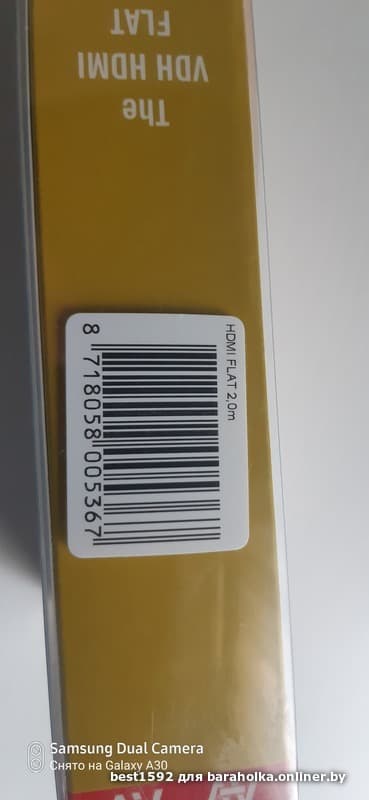 The
VDH HDMI
FLAT
HDMI FLAT 2,0m
8 718058 005367
Samsung Dual Camera
Снято на Galaxy A30
best1592 для baraholka.onliner.by